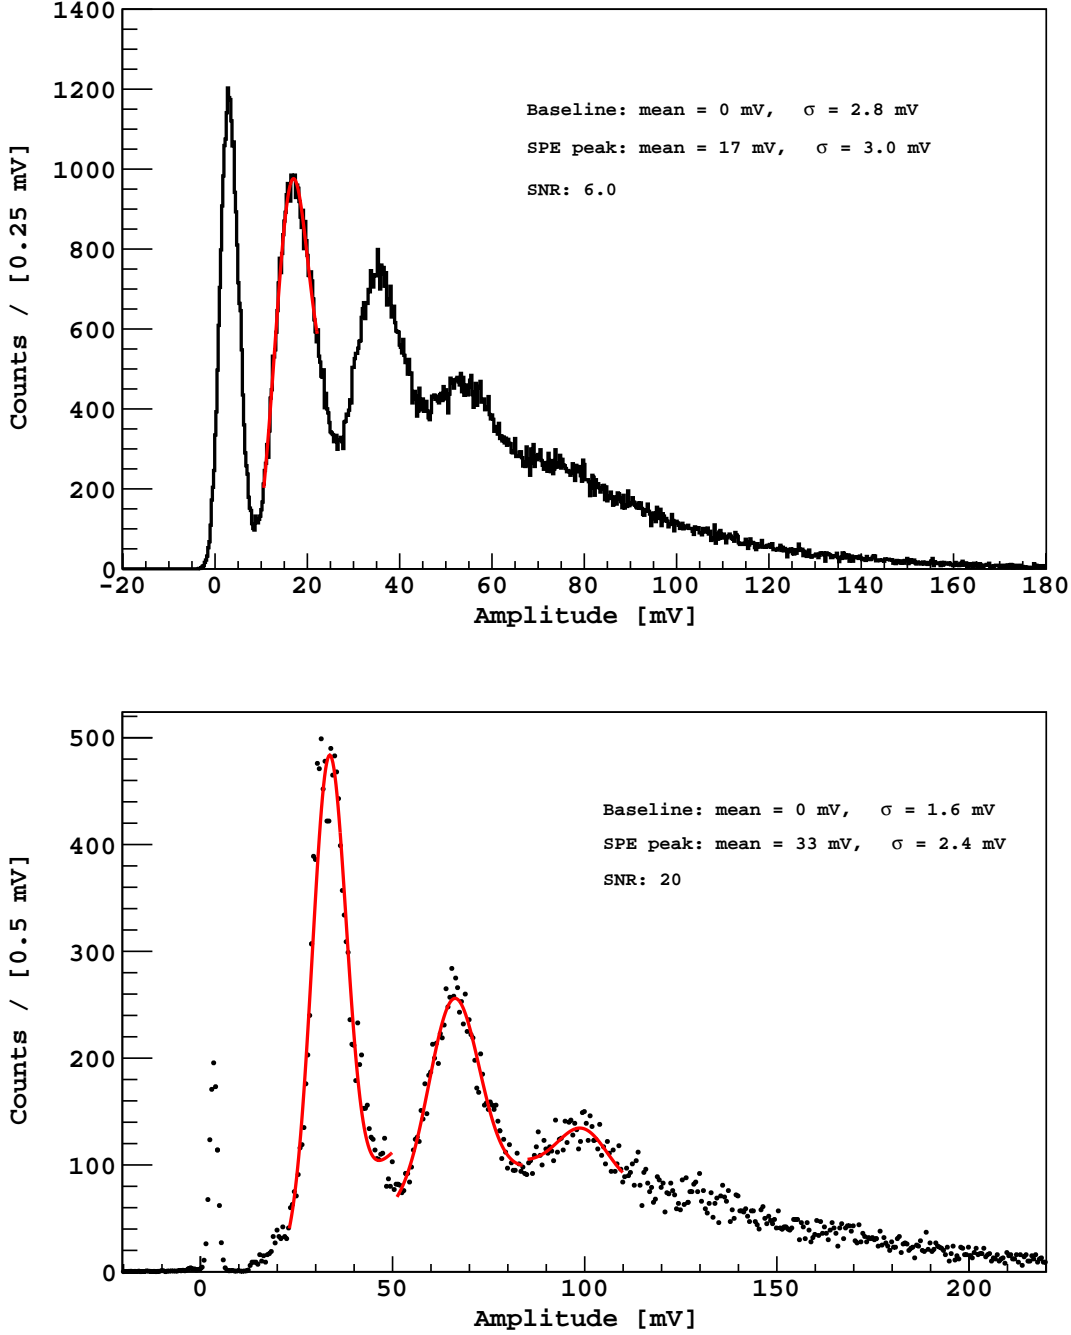 1400
1200
1000
800
600
400
200
0
Counts / [0.25 mV]
Baseline: mean = 0 mV, σ = 2.8 mV
SPE peak: mean = 17 mV, σ = 3.0 mV
SNR: 6.0
−20 0 20 40 60 80 100 120 140 160 180
Amplitude [mV]
500
400
300
200
100
0
Counts / [0.5 mV]
Baseline: mean = 0 mV, σ = 1.6 mV
SPE peak: mean = 33 mV, σ = 2.4 mV
SNR: 20
0 50 100 150 200
Amplitude [mV]